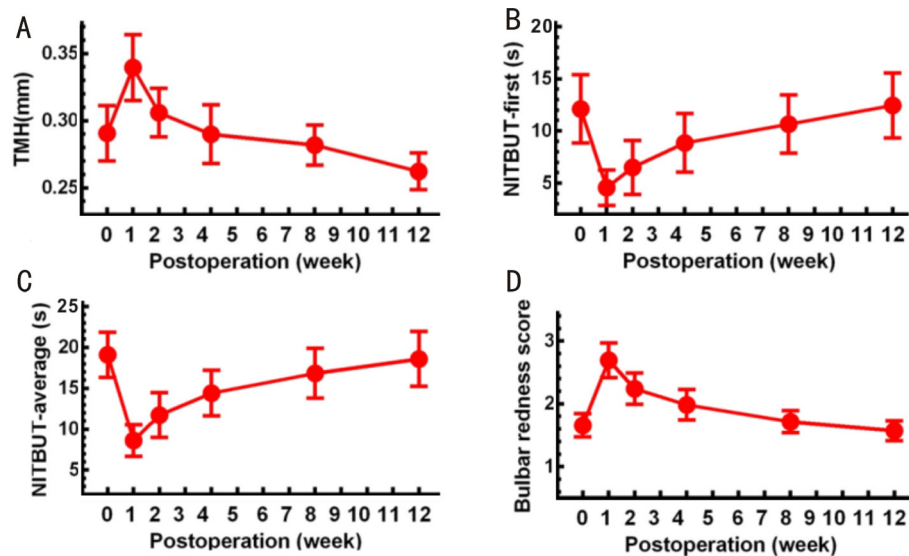 A
TMH(mm)
0.35
0.30
0.25
0 1 2 3 4 5 6 7 8 9 10 11 12
Postoperation (week)
B
NITBUT-first (s)
20
15
10
5
0 1 2 3 4 5 6 7 8 9 10 11 12
Postoperation (week)
C
NITBUT-average (s)
25
20
15
10
5
0 1 2 3 4 5 6 7 8 9 10 11 12
Postoperation (week)
D
Bulbar redness score
3
2
1
0 1 2 3 4 5 6 7 8 9 10 11 12
Postoperation (week)